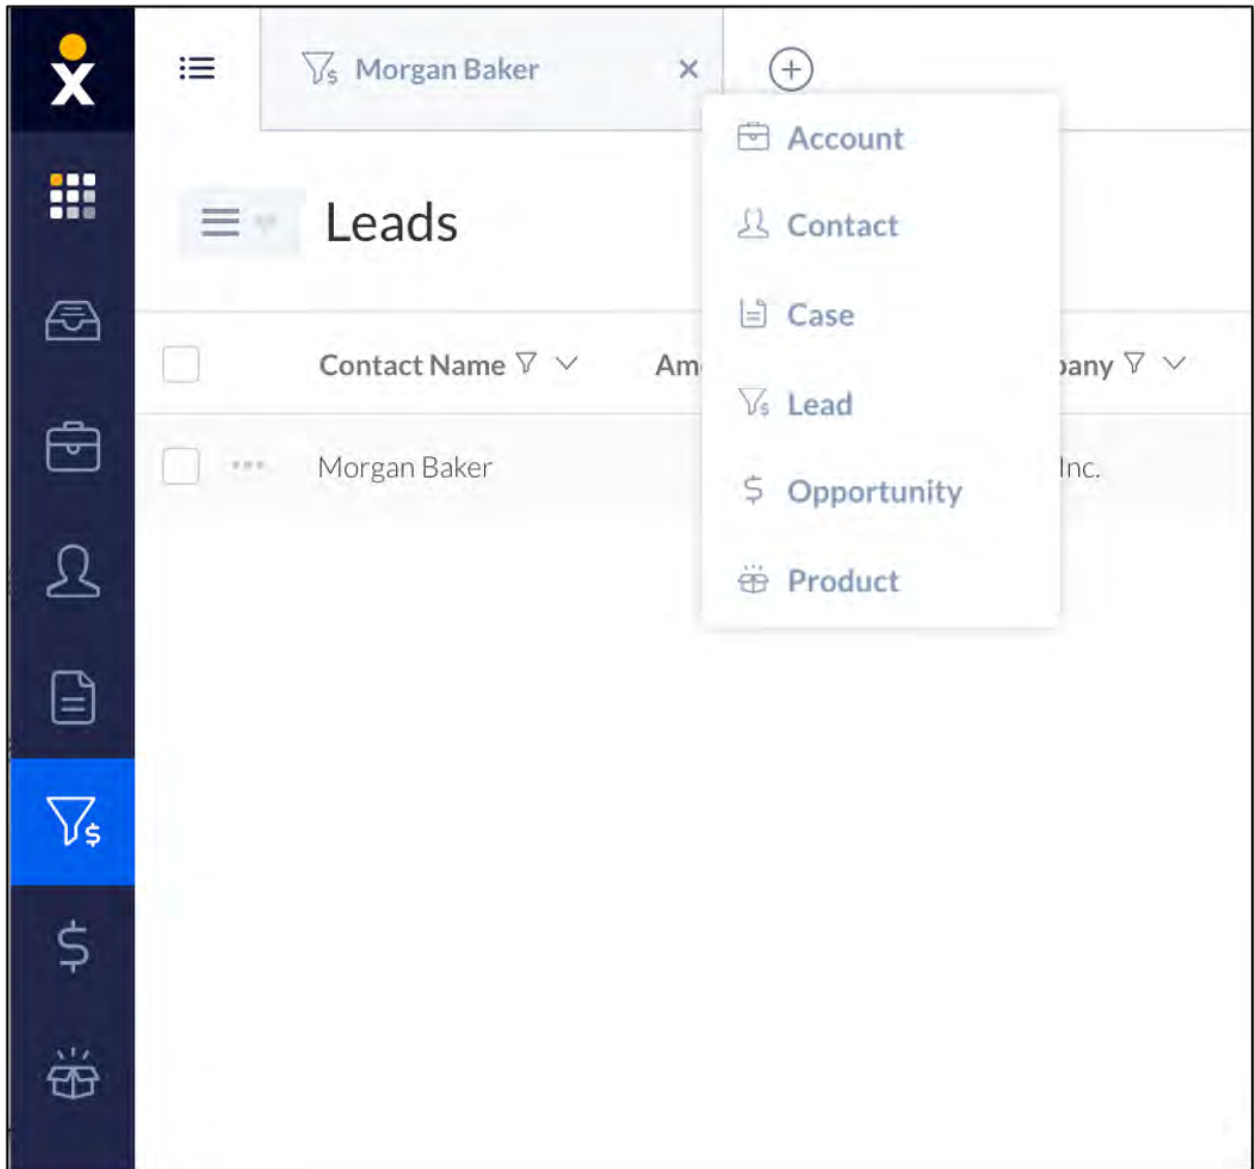 Morgan Baker
Account
Leads
Contact
Case
Contact Name
Lead
Morgan Baker
Inc.
Opportunity
Product